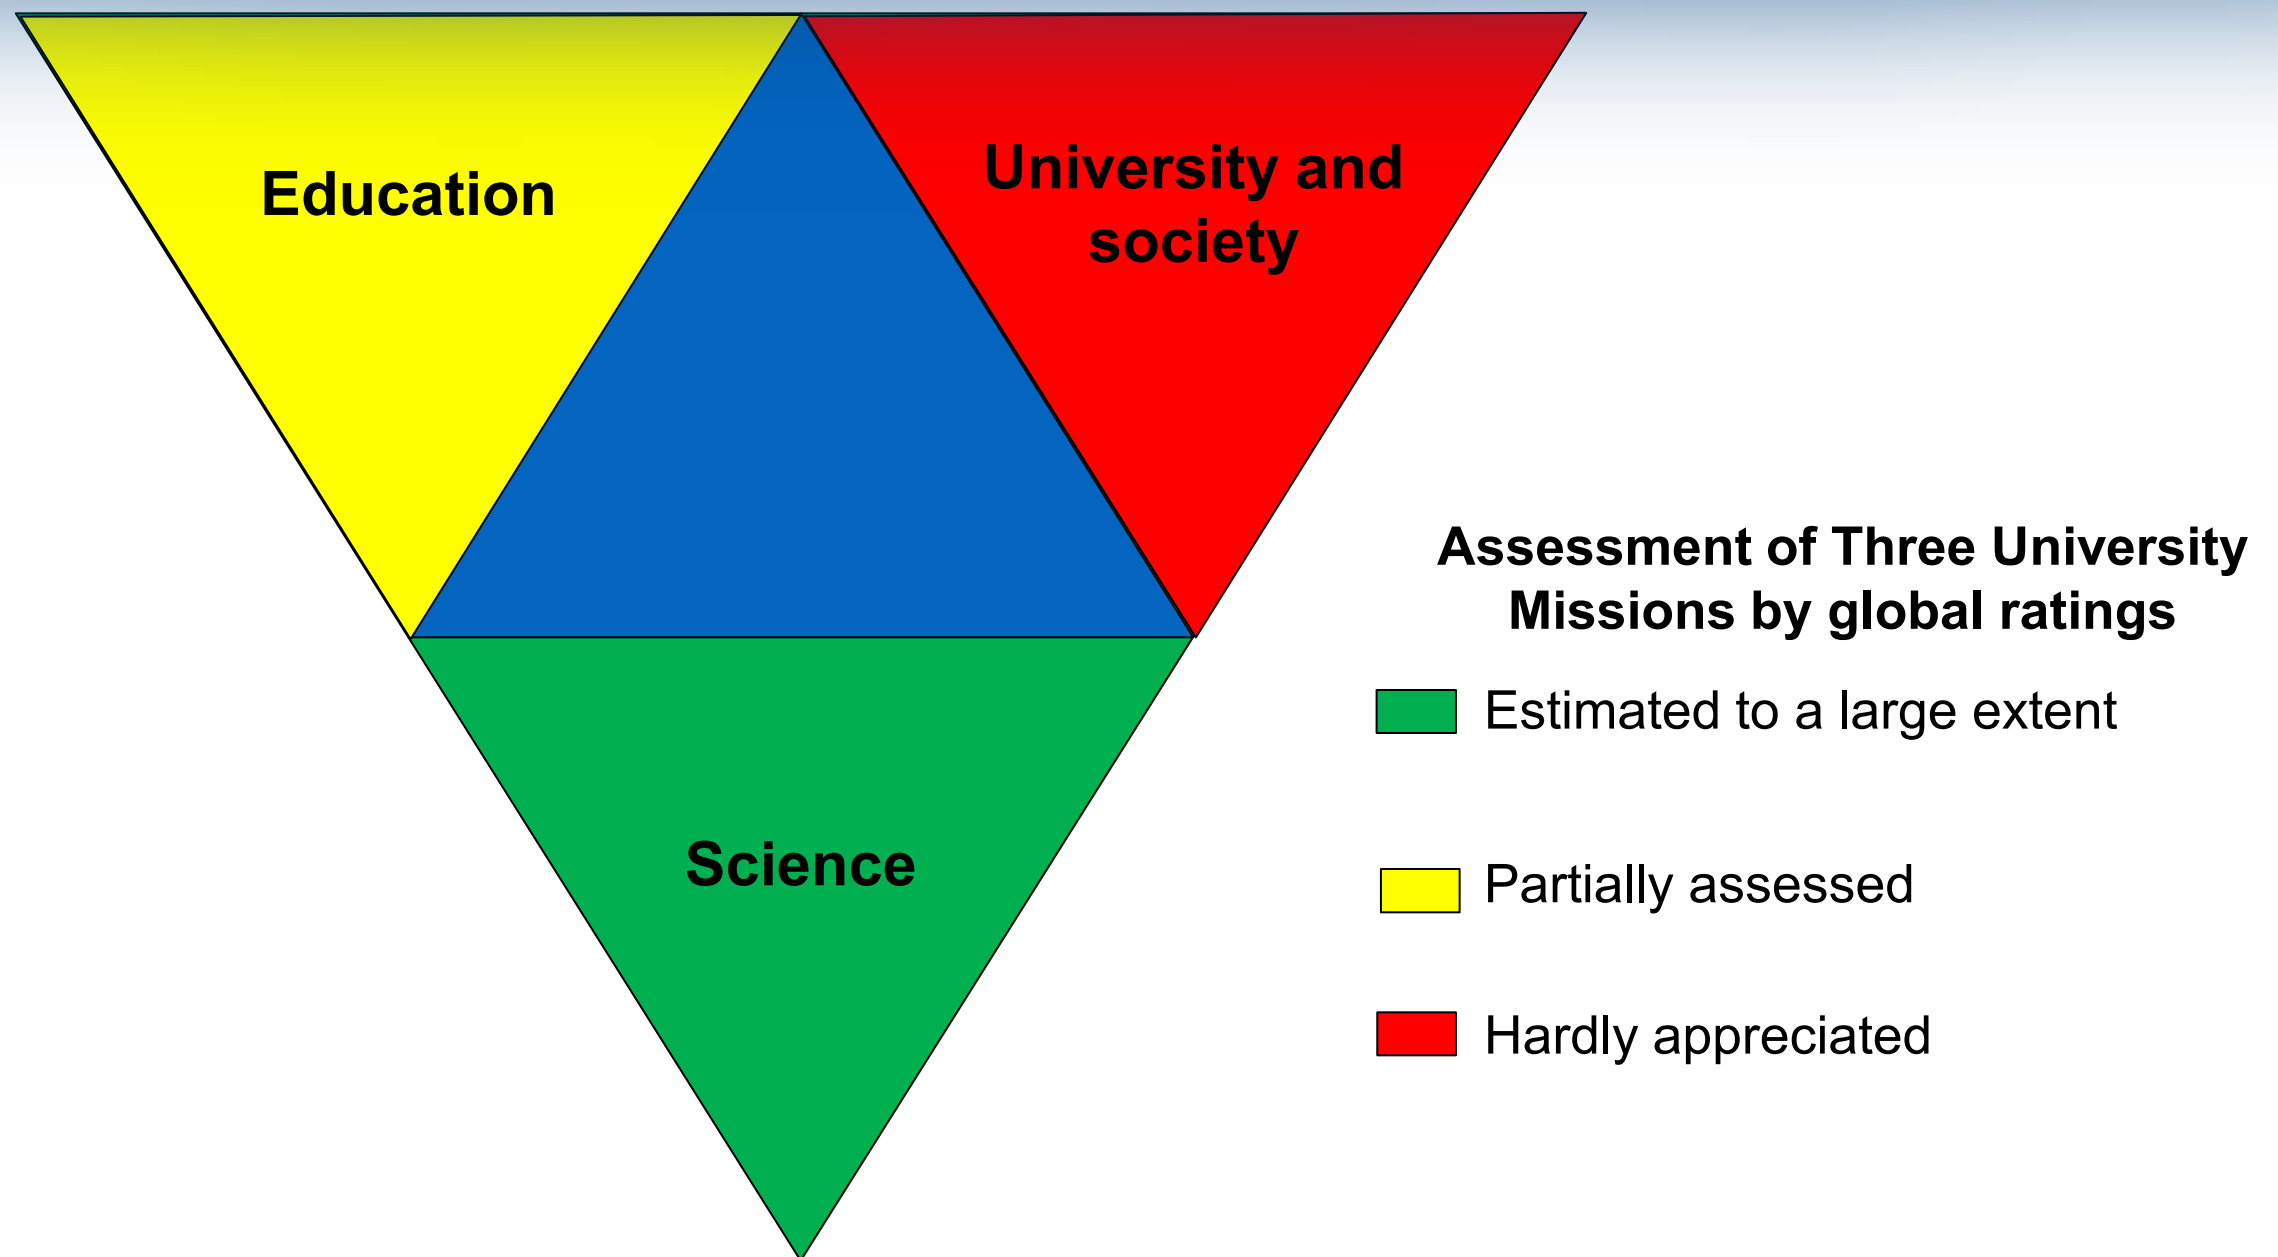 Education
University and
society
Science
Assessment of Three University
Missions by global ratings
Estimated to a large extent
Partially assessed
Hardly appreciated